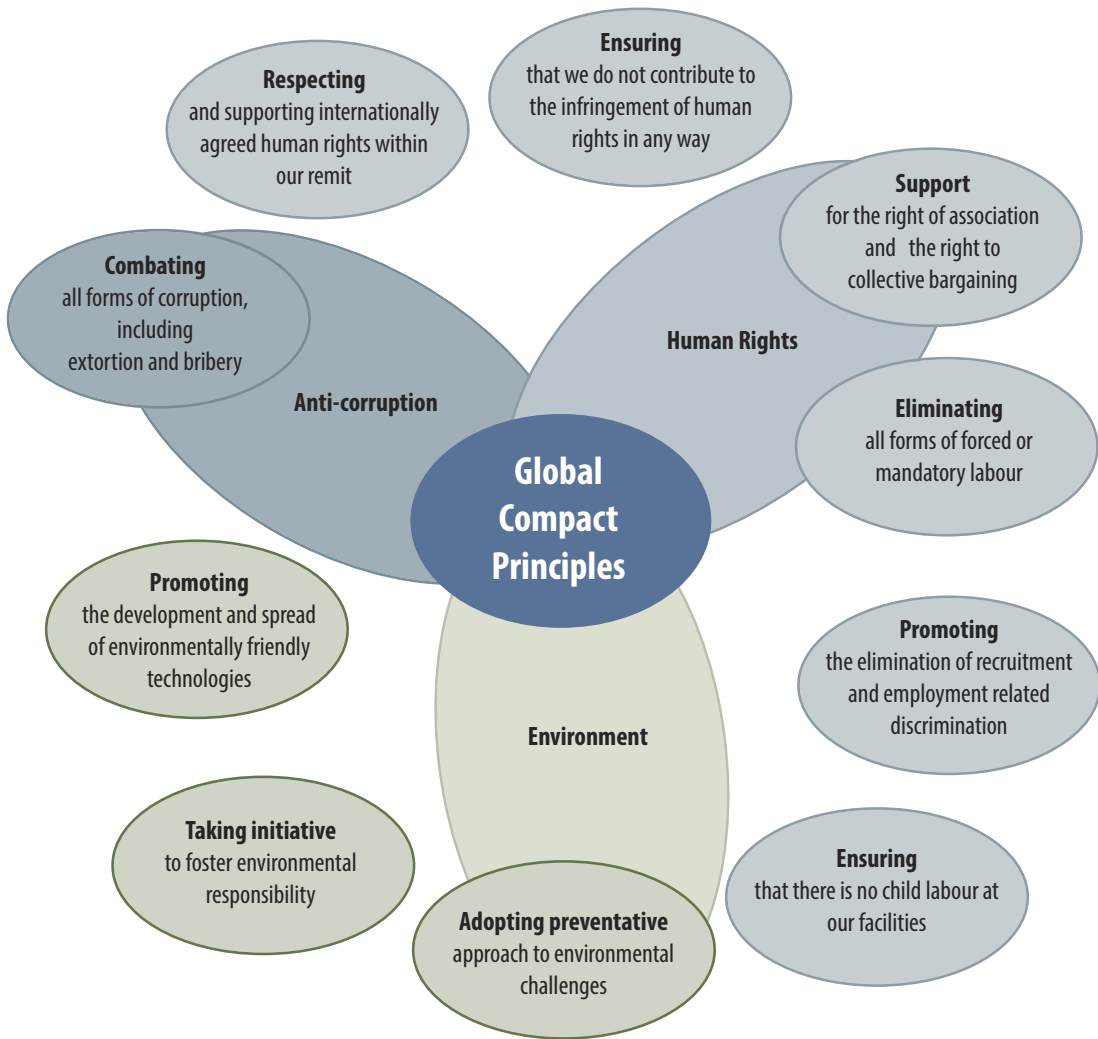 Ensuring
that we do not contribute to
the infringement of human
rights in any way
Respecting
and supporting internationally
agreed human rights within
our remit
Support
for the right of association
and the right to
collective bargaining
Combating
all forms of corruption,
including
extortion and bribery
Human Rights
Anti-corruption
Eliminating
all forms of forced or
mandatory labour
Global
Compact
Principles
Promoting
the development and spread
of environmentally friendly
technologies
Promoting
the elimination of recruitment
and employment related
discrimination
Environment
Taking initiative
to foster environmental
responsibility
Ensuring
that there is no child labour at
our facilities
Adopting preventative
approach to environmental
challenges